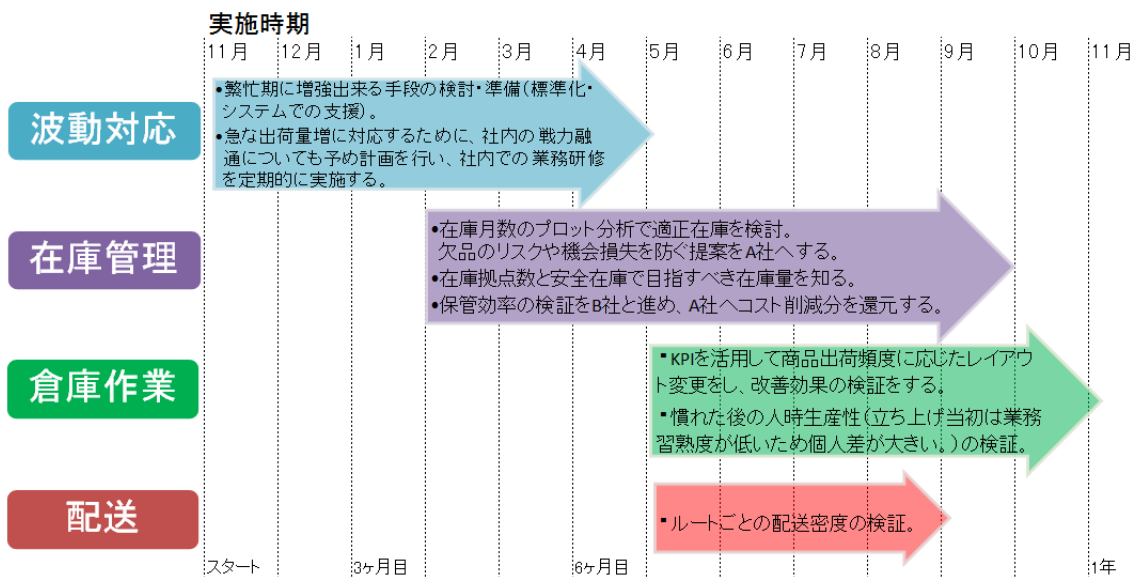 実施時期
11月 12月 1月 2月 3月 4月 5月 6月 7月 8月 9月 10月 11月
波動対応
•繁忙期に増強出来る手段の検討・準備(標準化・
システムでの支援)。
•急な出荷量増に対応するために、社内の戦力融
通についても予め計画を行い、社内での業務研修
を定期的に実施する。
在庫管理
•在庫月数のプロット分析で適正在庫を検討。
欠品のリスクや機会損失を防ぐ提案をA社へする。
•在庫拠点数と安全在庫で目指すべき在庫量を知る。
•保管効率の検証をB社と進め、A社へコスト削減分を還元する。
倉庫作業
▪KPIを活用して商品出荷頻度に応じたレイアウ
ト変更をし、改善効果の検証をする。
▪慣れた後の人時生産性(立ち上げ当初は業務
習熟度が低いため個人差が大きい。)の検証。
配送
▪ルートごとの配送密度の検証。
スタート 3ヶ月目 6ヶ月目 1年